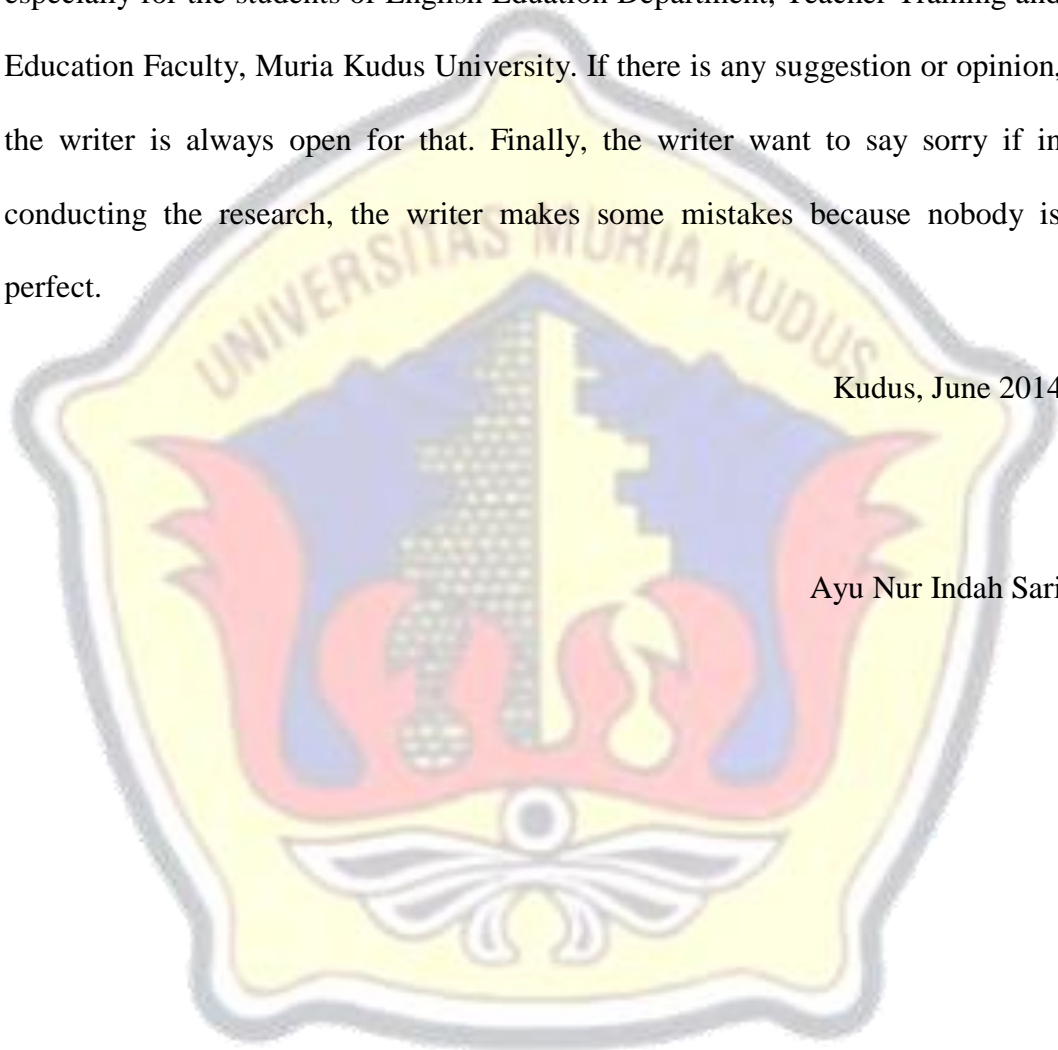 especially for the students of English Eduation Department, Teacher Training and
Education Faculty, Muria Kudus University. If there is any suggestion or opinion,
the writer is always open for that. Finally, the writer want to say sorry if in
conducting the research, the writer makes some mistakes because nobody is
perfect.
UNIVERSITAS MURIA KUDUS
Kudus, June 2014
Ayu Nur Indah Sari